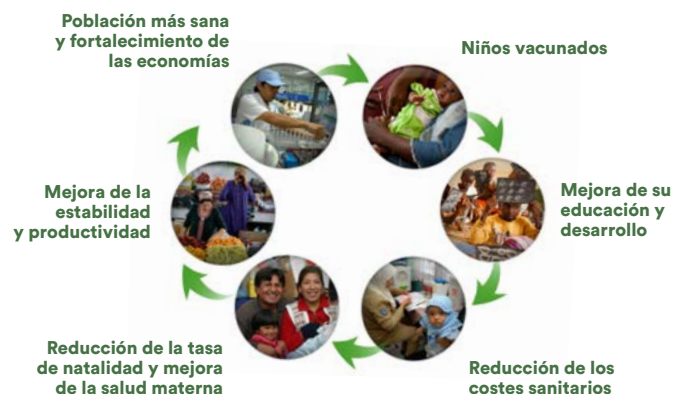 Población más sana
y fortalecimiento de
las economías
Niños vacunados
Mejora de su
educación y
desarrollo
Reducción de los
costes sanitarios
Reducción de la tasa
de natalidad y mejora
de la salud materna
Mejora de la
estabilidad
y productividad